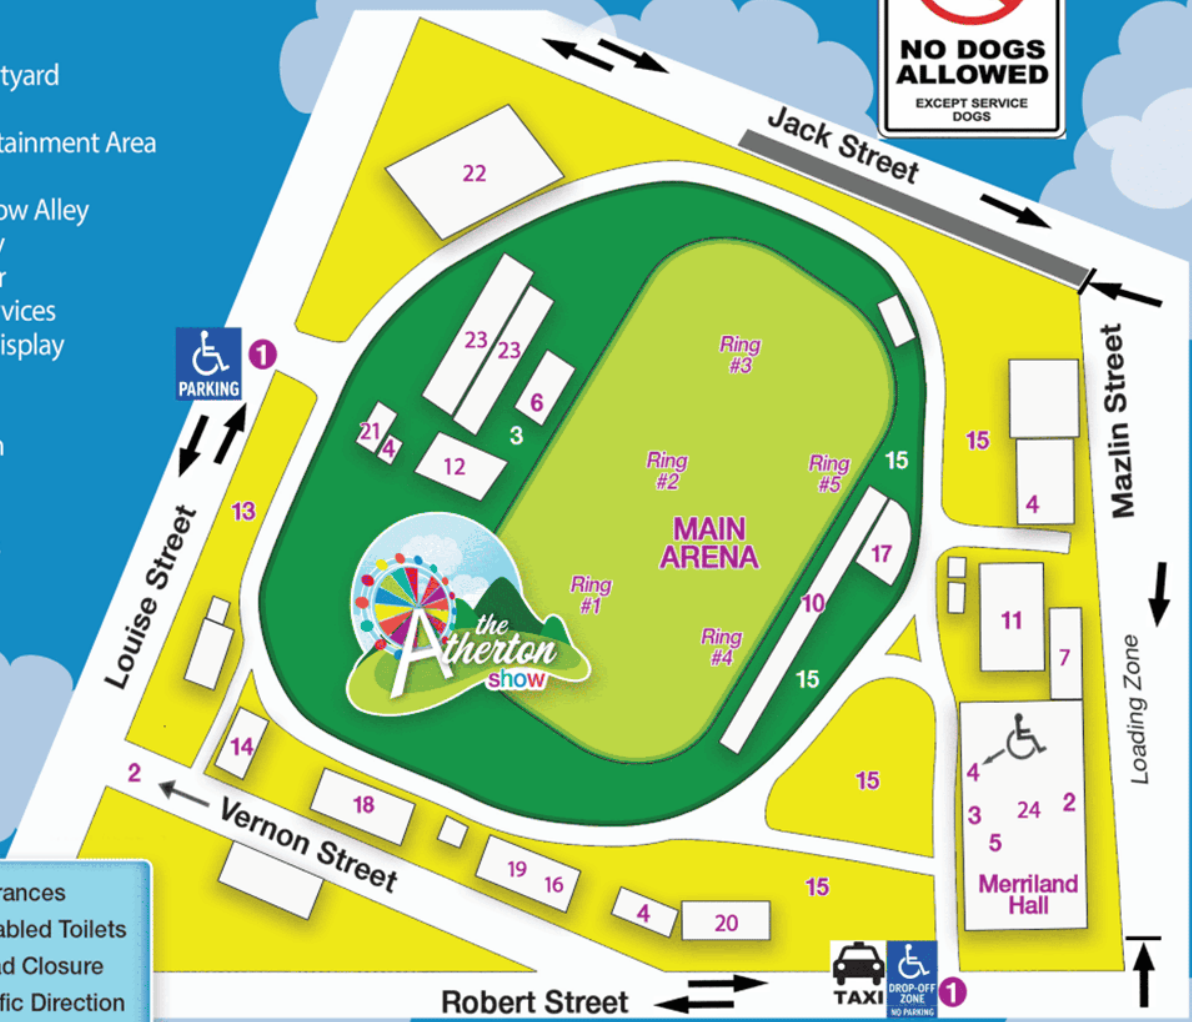 NO DOGS
ALLOWED
EXCEPT SERVICE
DOGS
tyard
tainment Area
ow Alley
y
r
vices
isplay
n
Jack Street
22
PARKING
1
23
23
6
21
4
3
12
13
Ring
#3
Ring
#2
Ring
#5
MAIN
ARENA
Ring
#1
Ring
#4
15
15
Mazlin Street
4
17
10
15
11
7
Louise Street
the
Atherton
show
Loading Zone
14
2
Vernon Street
18
19
16
4
20
15
15
4
3
24
2
5
Merriland
Hall
rances
abled Toilets
ad Closure
fic Direction
Robert Street
TAXI
DROP-OFF
ZONE
NO PARKING
1